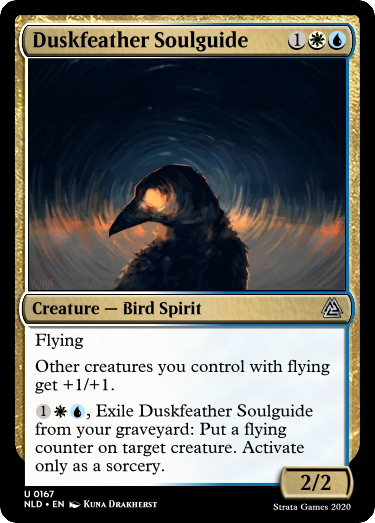 Duskfeather Soulguide 1
Creature — Bird Spirit
Flying
Other creatures you control with flying
get +1/+1.
1, Exile Duskfeather Soulguide
from your graveyard: Put a flying
counter on target creature. Activate
only as a sorcery.
2/2
U 0167
NLD • EN Kuna Drakherst
Strata Games 2020